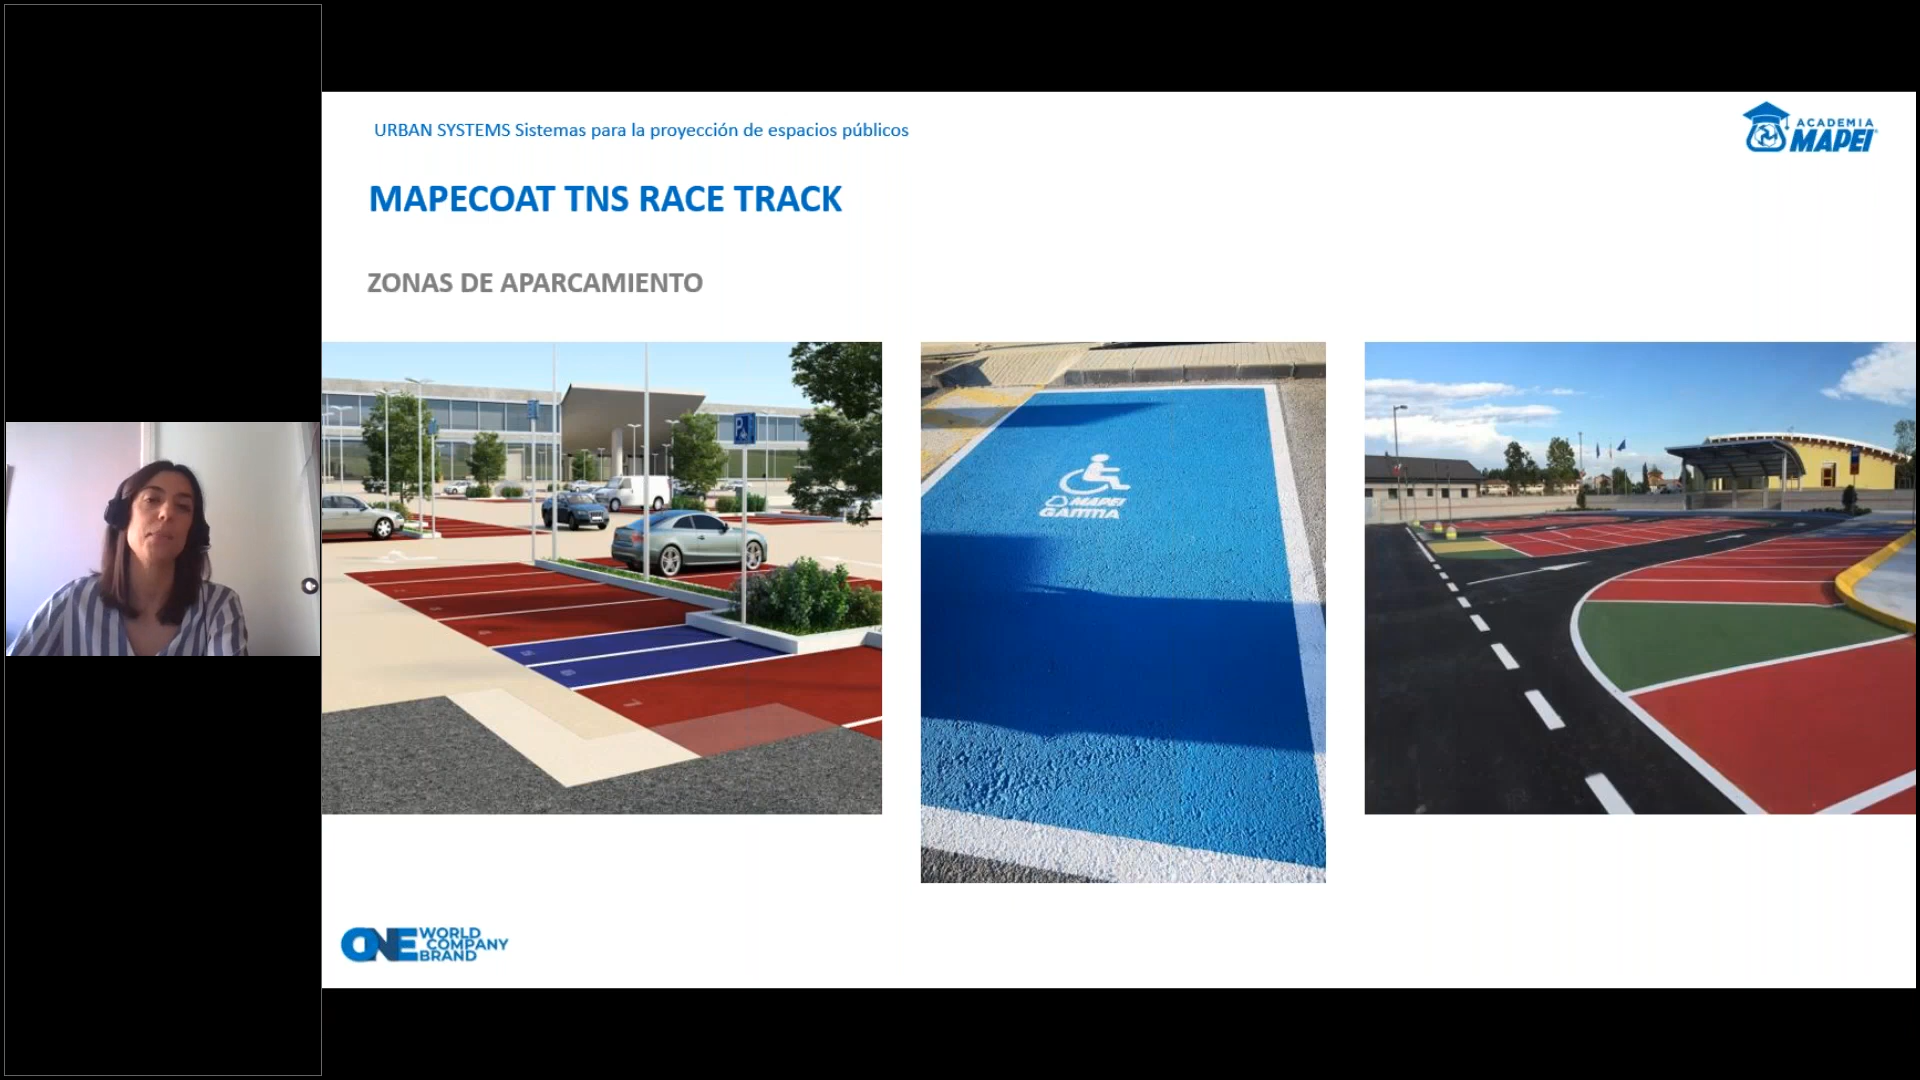 URBAN SYSTEMS Sistemas para la proyección de espacios públicos
ACADEMIA
MAPEI
MAPECOAT TNS RACE TRACK
ZONAS DE APARCAMIENTO
P
MAPEI
GAMMA
7
ONE WORLD
COMPANY
BRAND